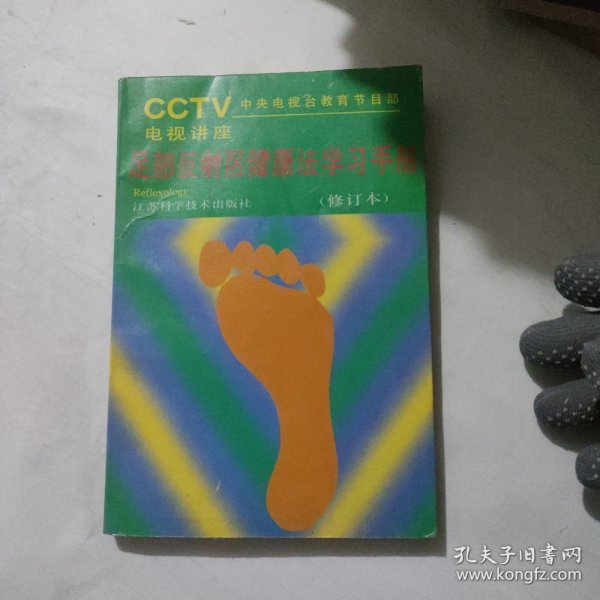 CCTV 中央电视台教育节目部
电视讲座
足部反射区健康法学习手册
Reflexology
江苏科学技术出版社 （修订本）
孔夫子旧书网
www.kongfz.com